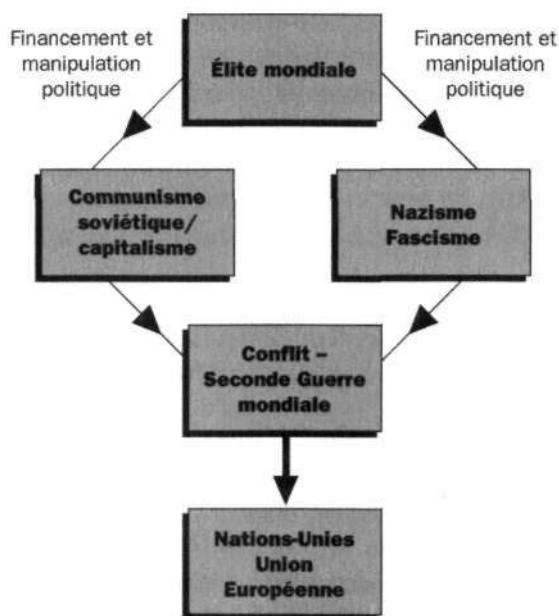 Financement et
manipulation
politique
Élite mondiale
Financement et
manipulation
politique
Communisme
soviétique/
capitalisme
Nazisme
Fascisme
Conflit –
Seconde Guerre
mondiale
Nations-Unies
Union
Européenne